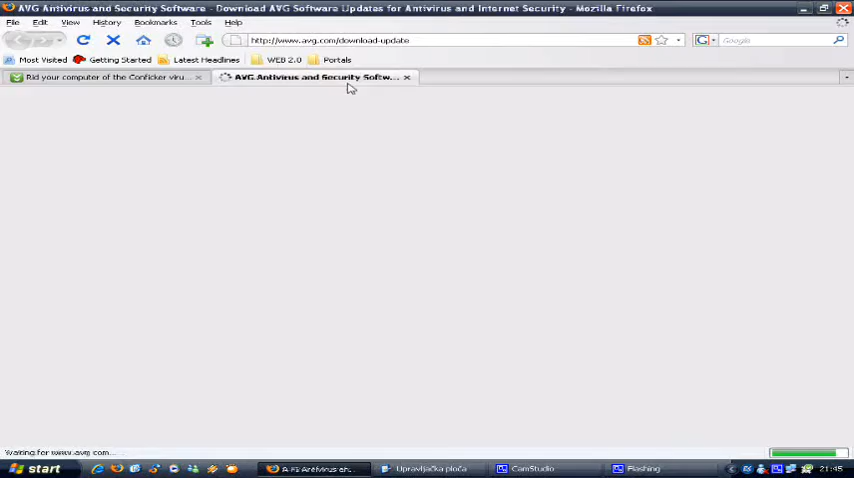 AVG Antivirus and Security Software - Download AVG Software Updates for Antivirus and Internet Security - Mozilla Firefox
File Edit View History Bookmarks Tools Help
http://www.avg.com/download-update Google
Most Visited Getting Started Latest Headlines WEB 2.0 Portals
Rid your computer of the Conficker viru... AVG Antivirus and Security Softw...
Waiting for www.avg.com...
start AVG Antivirus an... Upravljačka ploča CamStudio Flashing 21:45